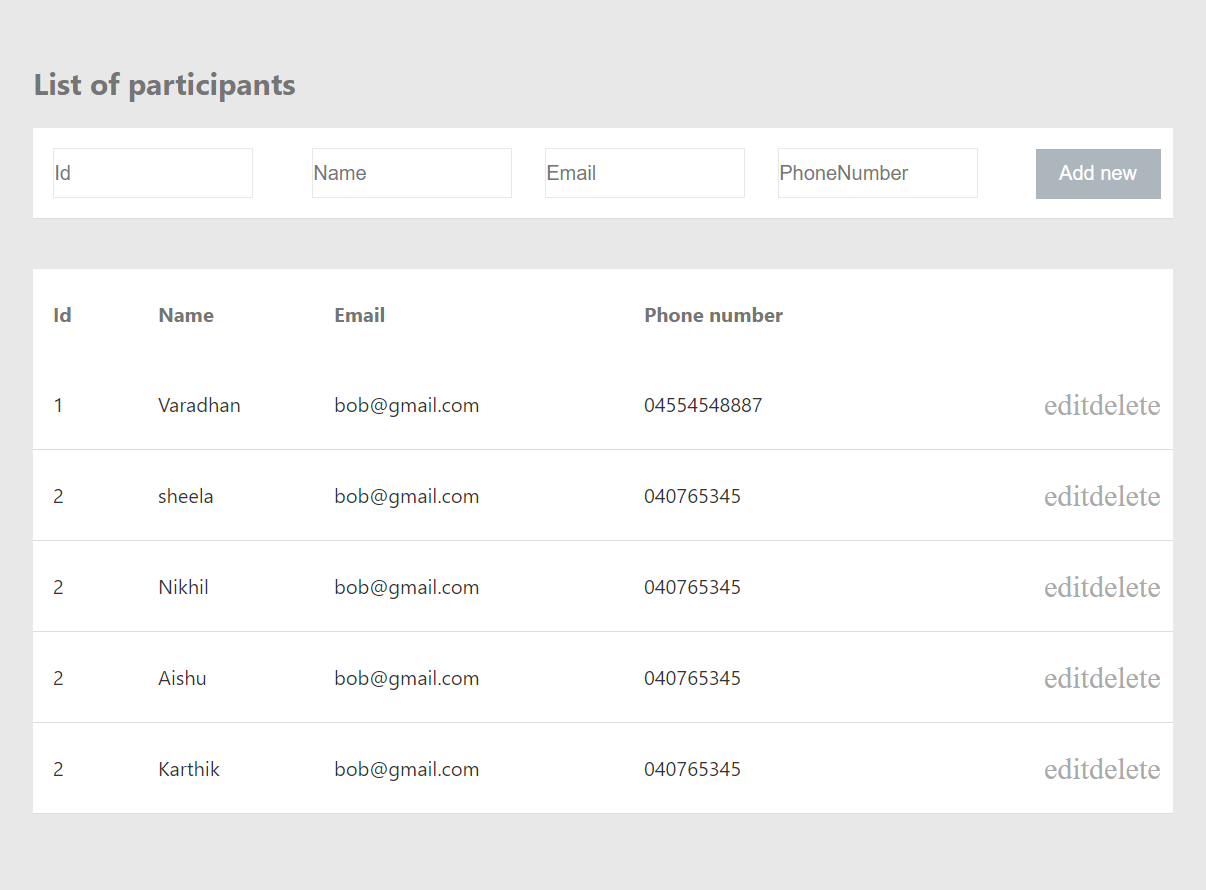 List of participants
Id Name Email PhoneNumber Add new
Id Name Email Phone number
1 Varadhan bob@gmail.com 04554548887 editdelete
2 sheela bob@gmail.com 040765345 editdelete
2 Nikhil bob@gmail.com 040765345 editdelete
2 Aishu bob@gmail.com 040765345 editdelete
2 Karthik bob@gmail.com 040765345 editdelete